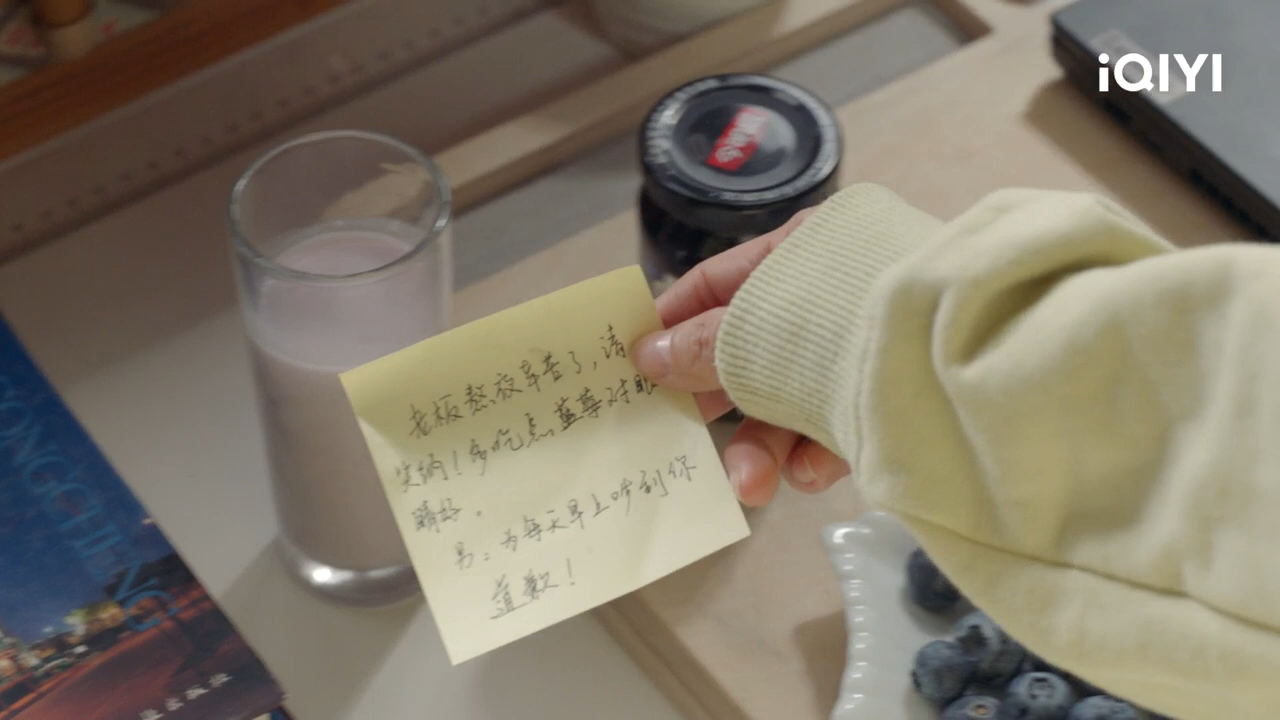 iQIYI
老板熬夜辛苦了，请
笑纳！多吃点蓝莓对眼
睛好。
另：为每天早上吵到你
道歉！
SONGCHENG